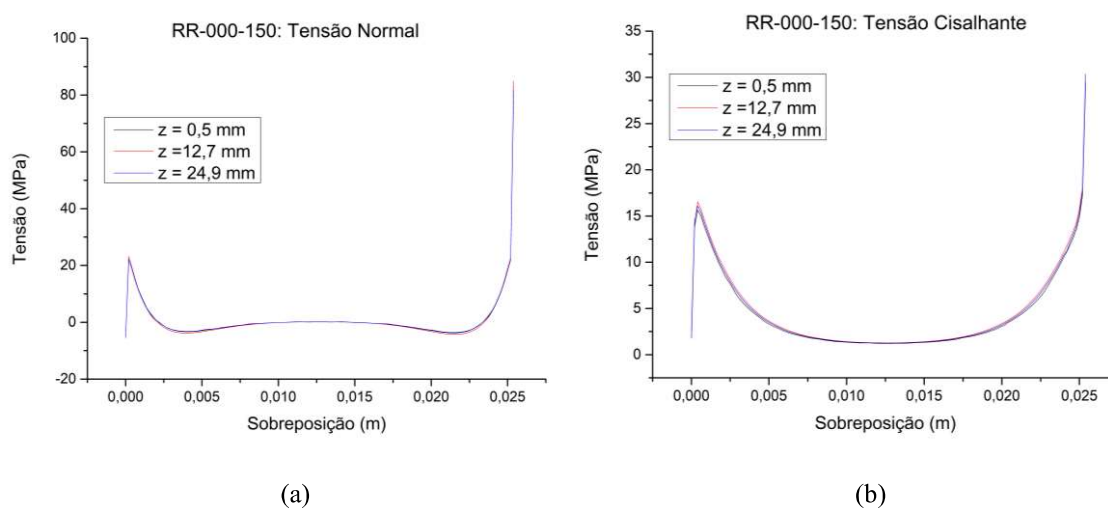 RR-000-150: Tensão Normal
100
80
60
40
20
0
-20
Tensão (MPa)
z = 0,5 mm
z =12,7 mm
z = 24,9 mm
0,000 0,005 0,010 0,015 0,020 0,025
Sobreposição (m)
(a)
RR-000-150: Tensão Cisalhante
35
30
25
20
15
10
5
0
Tensão (MPa)
z = 0,5 mm
z =12,7 mm
z = 24,9 mm
0,000 0,005 0,010 0,015 0,020 0,025
Sobreposição (m)
(b)